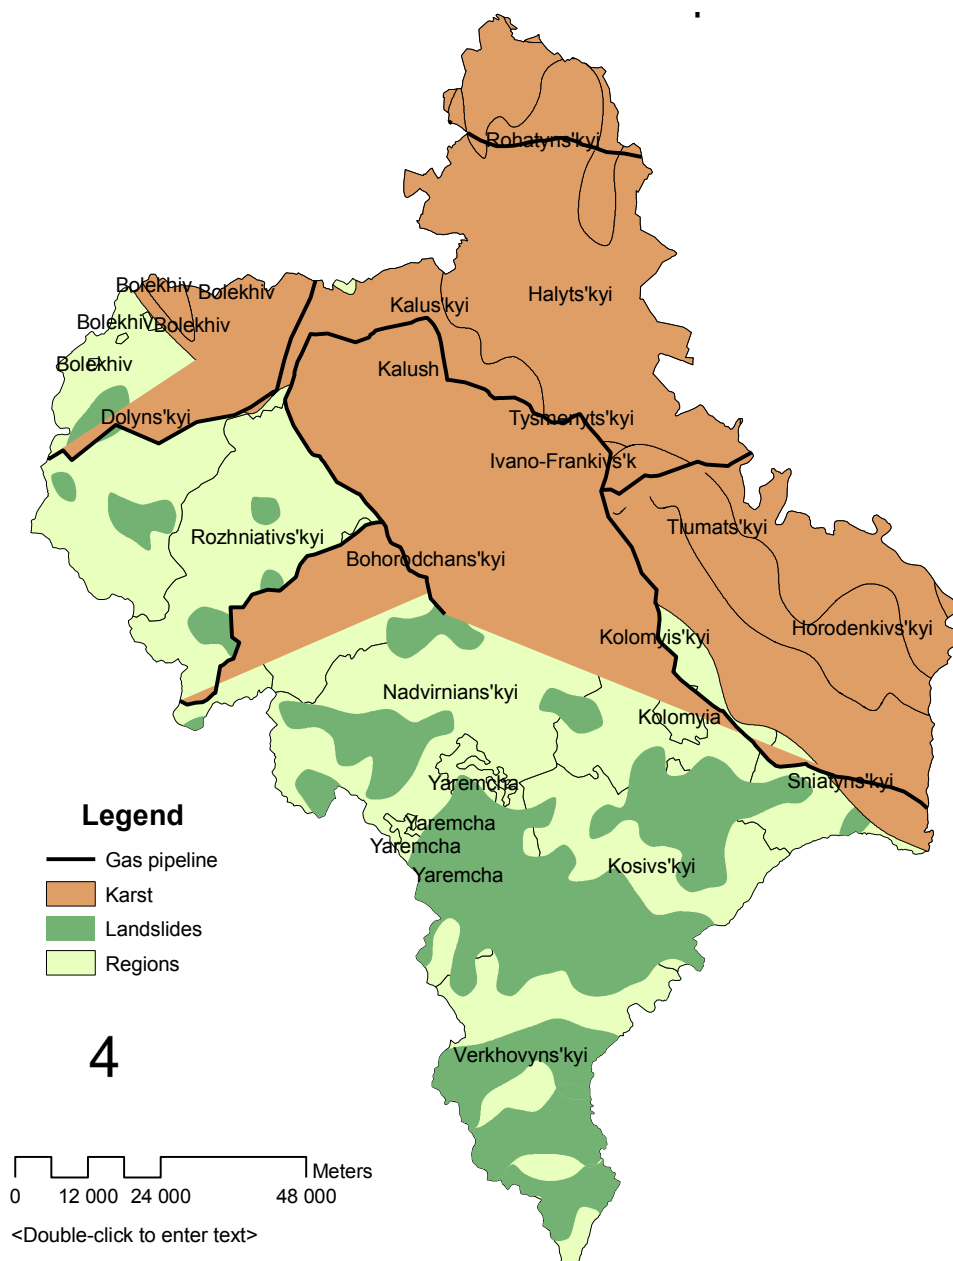 Rohatyns'kyi
Bolekhiv
Bolekhiv
Halyts'kyi
Kalus'kyi
Bolekhiv
Bolekhiv
Bolekhiv
Kalush
Dolyns'kyi
Tysmenyts'kyi
Ivano-Frankivs'k
Tlumats'kyi
Rozhniativs'kyi
Bohorodchans'kyi
Horodenkivs'kyi
Kolomyis'kyi
Nadvirnians'kyi
Kolomyia
Sniatyns'kyi
Yaremcha
Yaremcha
Yaremcha
Kosivs'kyi
Yaremcha
Verkhovyns'kyi
Legend
Gas pipeline
Karst
Landslides
Regions
4
Meters
0 12 000 24 000 48 000
<Double-click to enter text>